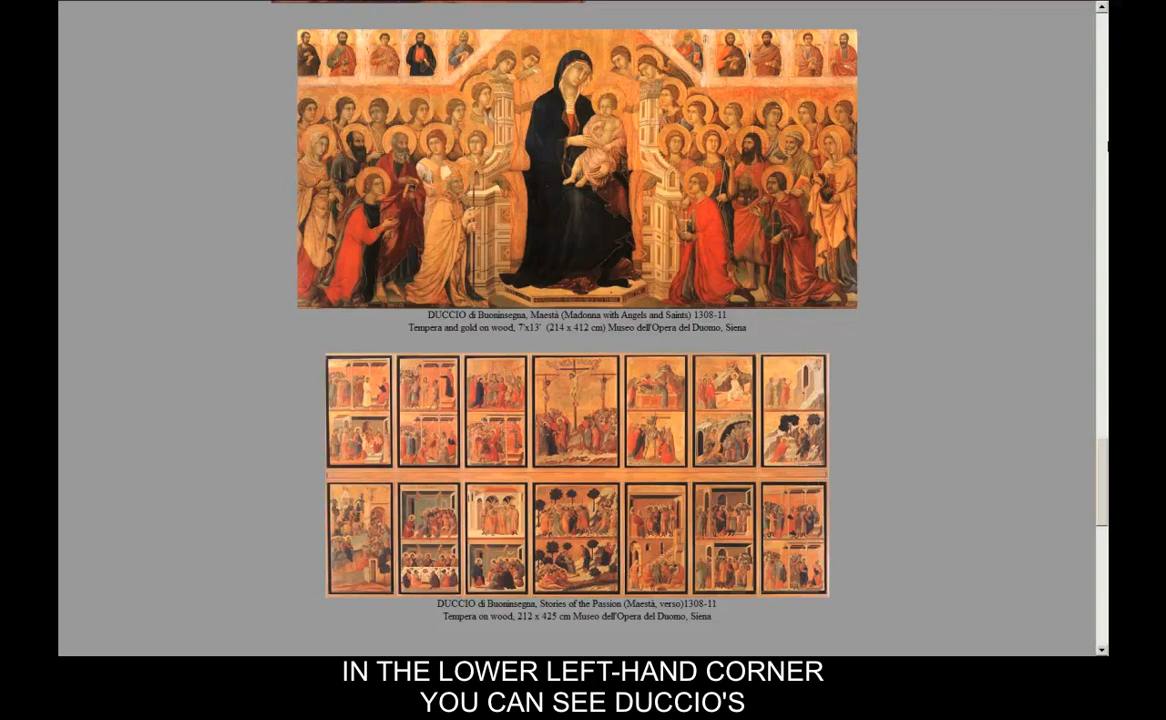 DUCCIO di Buoninsegna, Maestà (Madonna with Angels and Saints) 1308-11
Tempera and gold on wood, 7'x13' (214 x 412 cm) Museo dell'Opera del Duomo, Siena
DUCCIO di Buoninsegna, Stories of the Passion (Maestà, verso)1308-11
Tempera on wood, 212 x 425 cm Museo dell'Opera del Duomo, Siena
IN THE LOWER LEFT-HAND CORNER
YOU CAN SEE DUCCIO'S